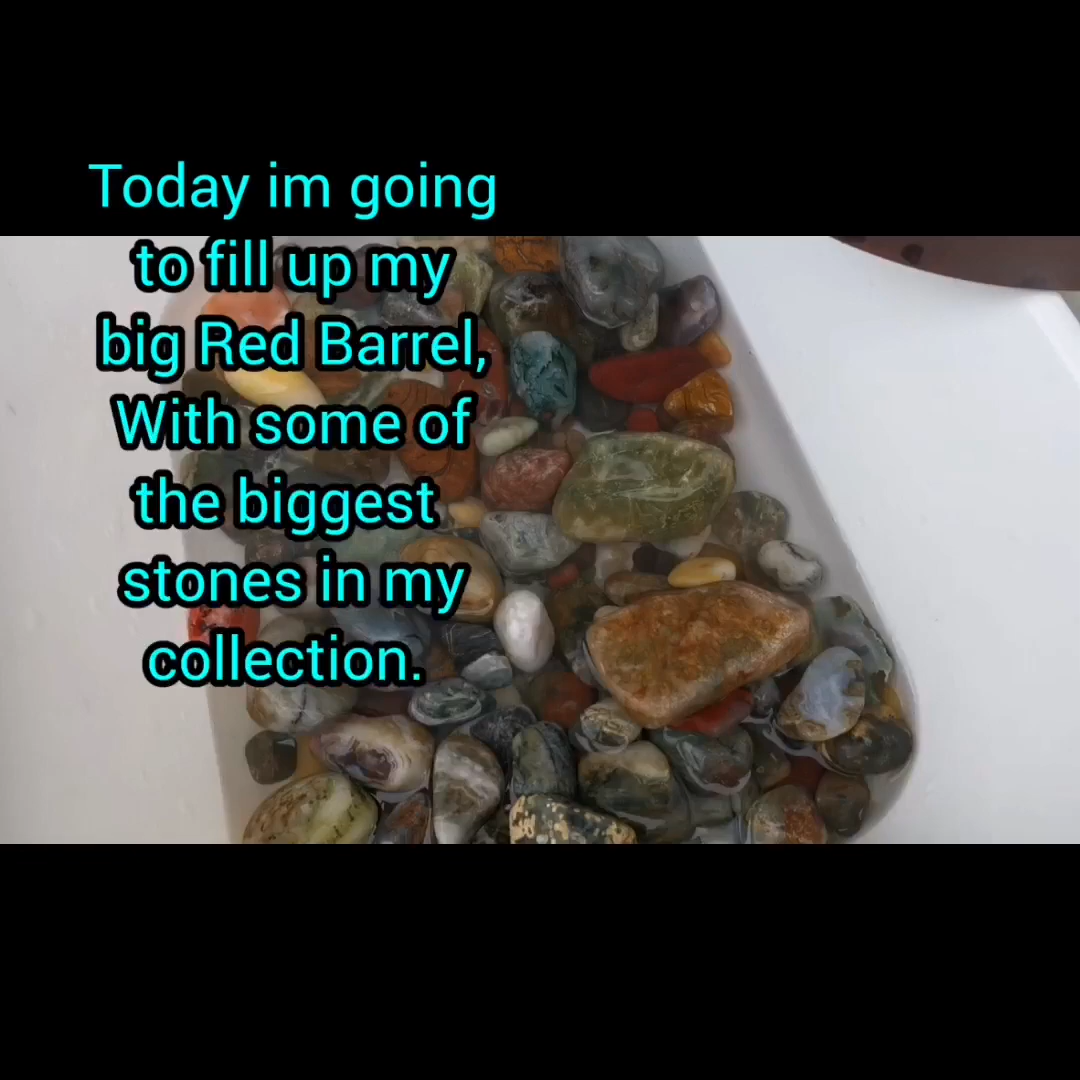 Today im going
to fill up my
big Red Barrel,
With some of
the biggest
stones in my
collection.